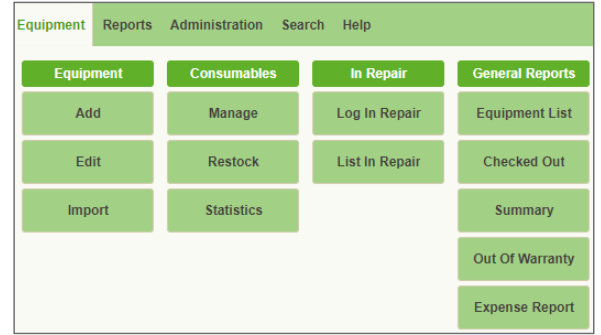 Equipment Reports Administration Search Help
Equipment Consumables In Repair General Reports
Add Manage Log In Repair Equipment List
Edit Restock List In Repair Checked Out
Import Statistics Summary
Out Of Warranty
Expense Report